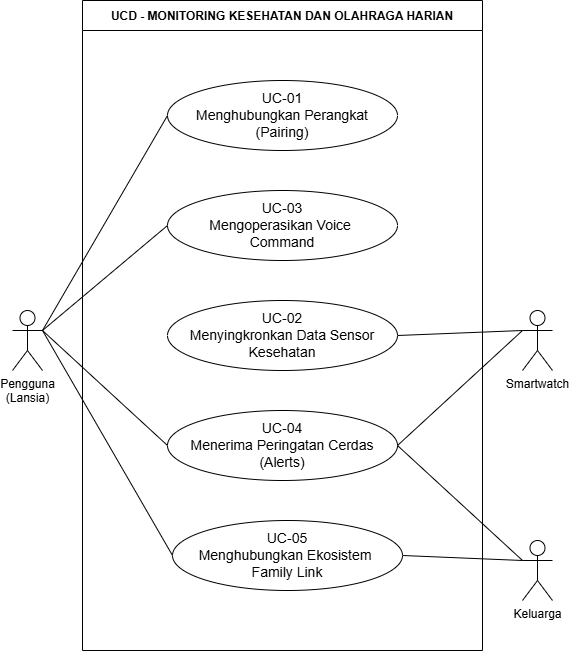 UCD - MONITORING KESEHATAN DAN OLAHRAGA HARIAN
UC-01
Menghubungkan Perangkat
(Pairing)
UC-03
Mengoperasikan Voice
Command
UC-02
Menyingkronkan Data Sensor
Kesehatan
Pengguna
(Lansia)
Smartwatch
UC-04
Menerima Peringatan Cerdas
(Alerts)
UC-05
Menghubungkan Ekosistem
Family Link
Keluarga